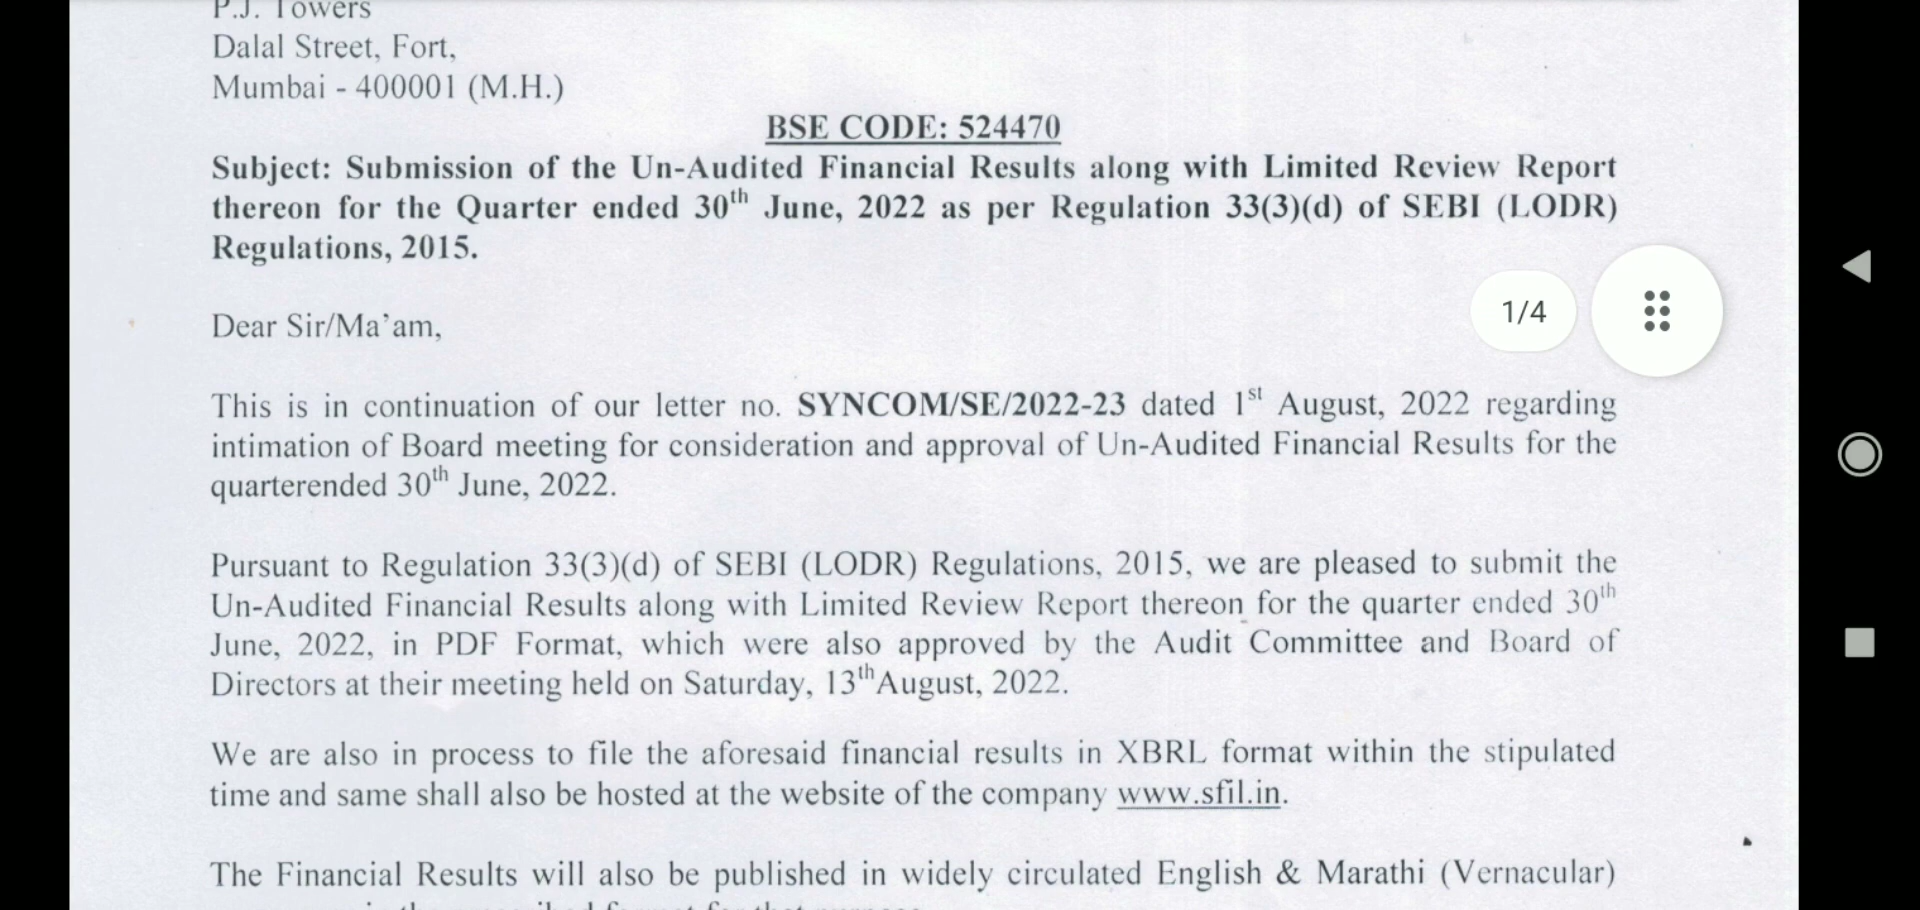 P.J. Towers
Dalal Street, Fort,
Mumbai - 400001 (M.H.)
BSE CODE: 524470
Subject: Submission of the Un-Audited Financial Results along with Limited Review Report
thereon for the Quarter ended 30th June, 2022 as per Regulation 33(3)(d) of SEBI (LODR)
Regulations, 2015.
1/4
Dear Sir/Ma'am,
This is in continuation of our letter no. SYNCOM/SE/2022-23 dated 1st August, 2022 regarding
intimation of Board meeting for consideration and approval of Un-Audited Financial Results for the
quarterended 30th June, 2022.
Pursuant to Regulation 33(3)(d) of SEBI (LODR) Regulations, 2015, we are pleased to submit the
Un-Audited Financial Results along with Limited Review Report thereon for the quarter ended 30th
June, 2022, in PDF Format, which were also approved by the Audit Committee and Board of
Directors at their meeting held on Saturday, 13th August, 2022.
We are also in process to file the aforesaid financial results in XBRL format within the stipulated
time and same shall also be hosted at the website of the company www.sfil.in.
The Financial Results will also be published in widely circulated English & Marathi (Vernacular)